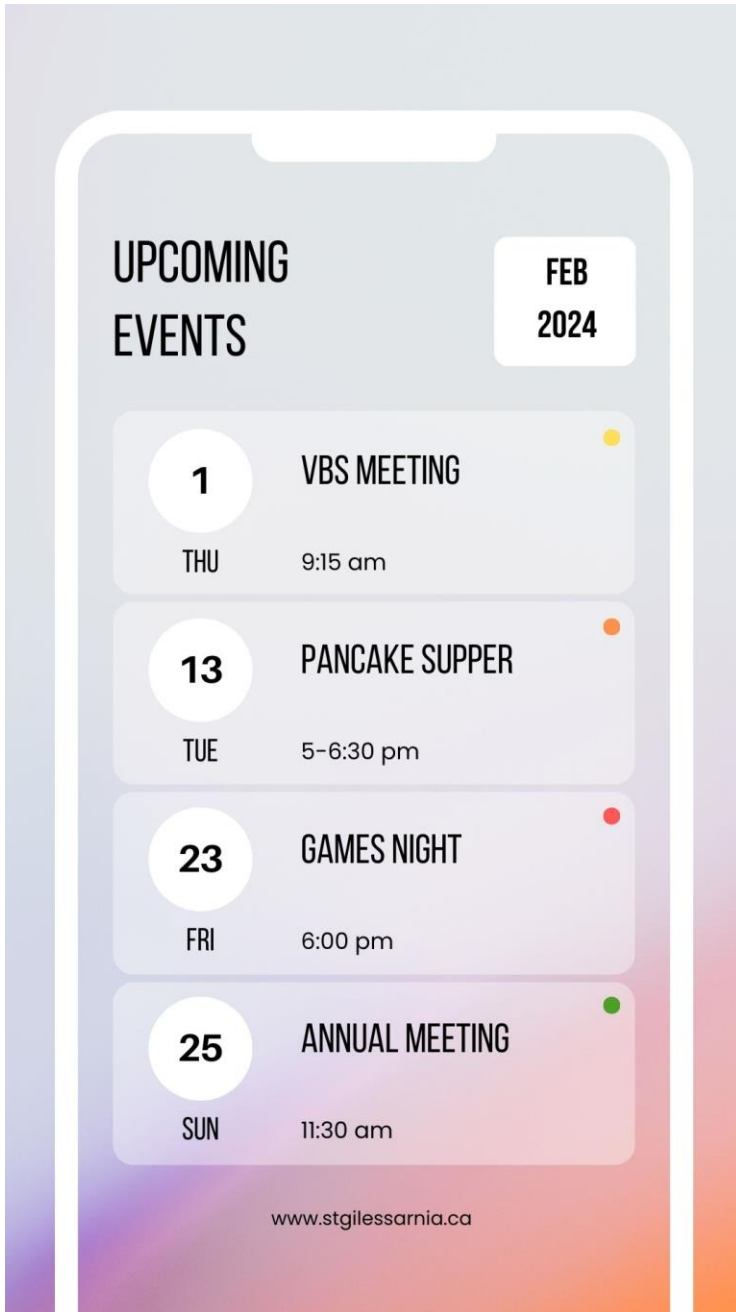 UPCOMING
EVENTS
FEB
2024
1
THU
VBS MEETING
9:15 am
13
TUE
PANCAKE SUPPER
5-6:30 pm
23
FRI
GAMES NIGHT
6:00 pm
25
SUN
ANNUAL MEETING
11:30 am
www.stgilessarnia.ca